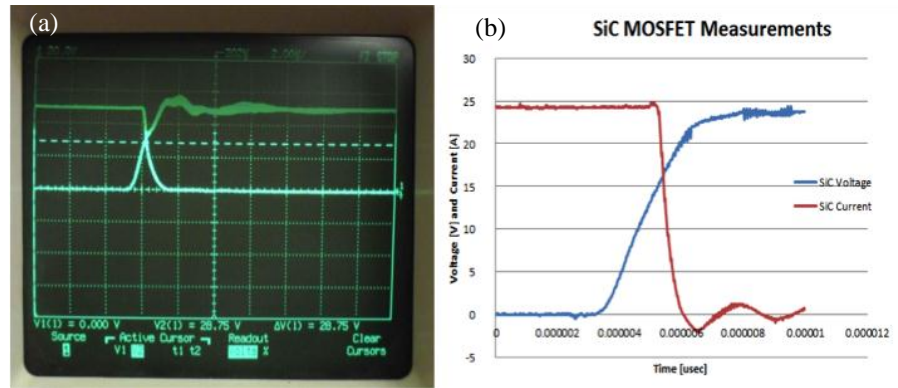 (a)
V1(1) = 0.000 V V2(1) = 28.75 V ΔV(1) = 28.75 V
Source Active Cursor Readout Clear
V1 t1 t2 % Cursors
(b)
SiC MOSFET Measurements
Voltage [V] and Current [A]
30
25
20
15
10
5
0
-5
0 0.000002 0.000004 0.000006 0.000008 0.00001 0.000012
Time [usec]
SiC Voltage
SiC Current